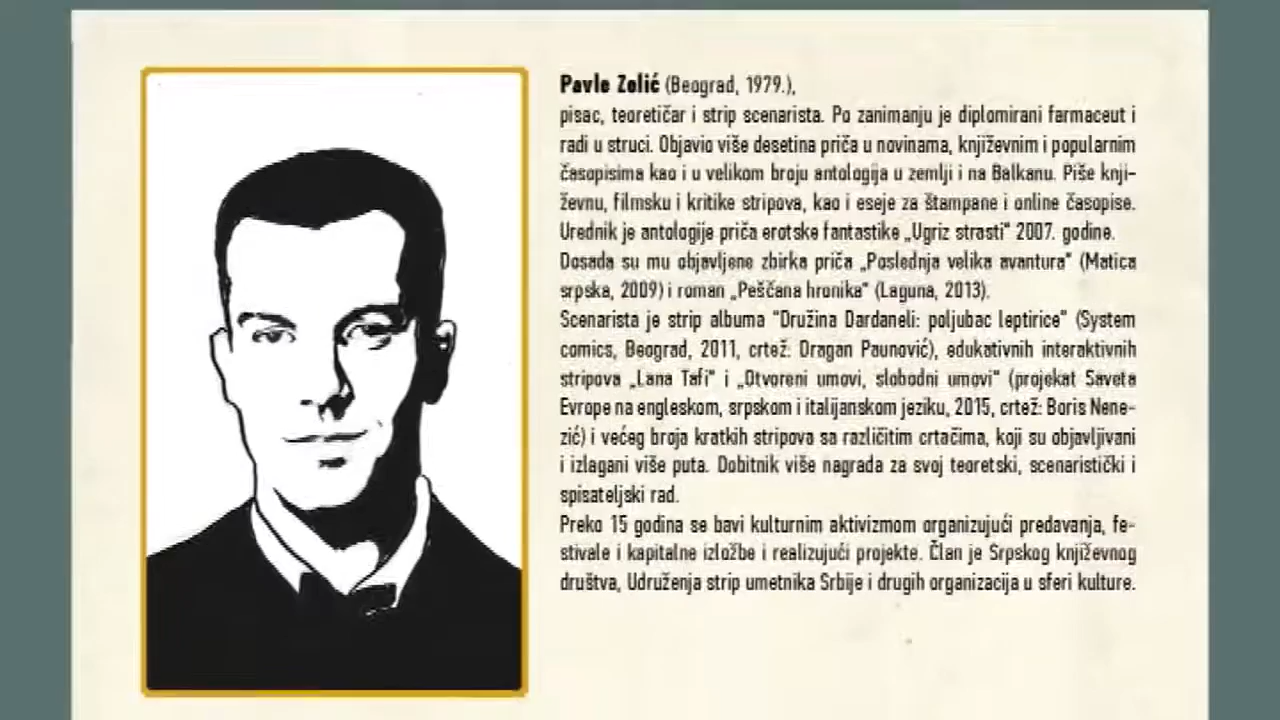 Pavle Zelić (Beograd, 1979.),
pisac, teoretičar i strip scenarista. Po zanimanju je diplomirani farmaceut i
radi u struci. Objavio više desetina priča u novinama, književnim i popularnim
časopisima kao i u velikom broju antologija u zemlji i na Balkanu. Piše knji-
ževnu, filmsku i kritike stripova, kao i eseje za štampane i online časopise.
Urednik je antologije priča erotske fantastike „Ugriz strasti“ 2007. godine.
Dosada su mu objavljene zbirka priča „Poslednja velika avantura“ (Matica
srpska, 2009) i roman „Peščana hronika“ (Laguna, 2013).
Scenarista je strip albuma “Družina Dardaneli: poljubac leptirice” (System
comics, Beograd, 2011, crtež: Dragan Paunović), edukativnih interaktivnih
stripova „Lana Tafi“ i „Otvoreni umovi, slobodni umovi“ (projekat Saveta
Evrope na engleskom, srpskom i italijanskom jeziku, 2015, crtež: Boris Nene-
zić) i većeg broja kratkih stripova sa različitim crtačima, koji su objavljivani
i izlagani više puta. Dobitnik više nagrada za svoj teoretski, scenaristički i
spisateljski rad.
Preko 15 godina se bavi kulturnim aktivizmom organizujući predavanja, fe-
stivale i kapitalne izložbe i realizujući projekte. Član je Srpskog književnog
društva, Udruženja strip umetnika Srbije i drugih organizacija u sferi kulture.